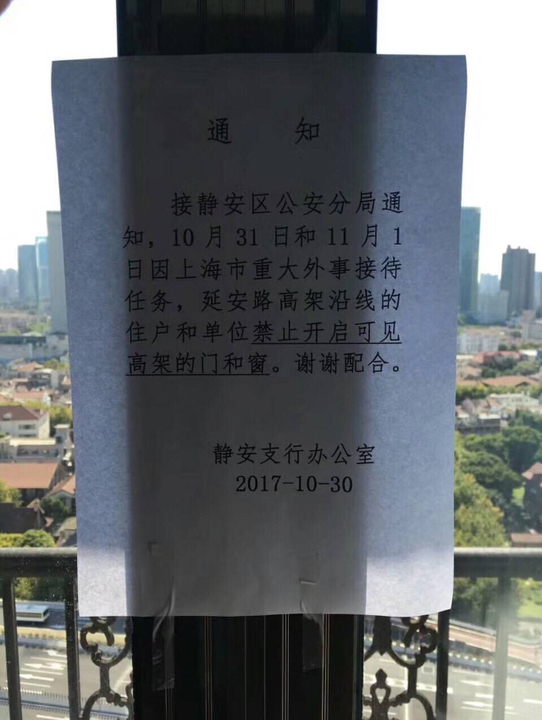 通 知
接静安区公安分局通
知，10 月 31 日和 11 月 1
日因上海市重大外事接待
任务，延安路高架沿线的
住户和单位禁止开启可见
高架的门和窗。谢谢配合。
静安支行办公室
2017-10-30